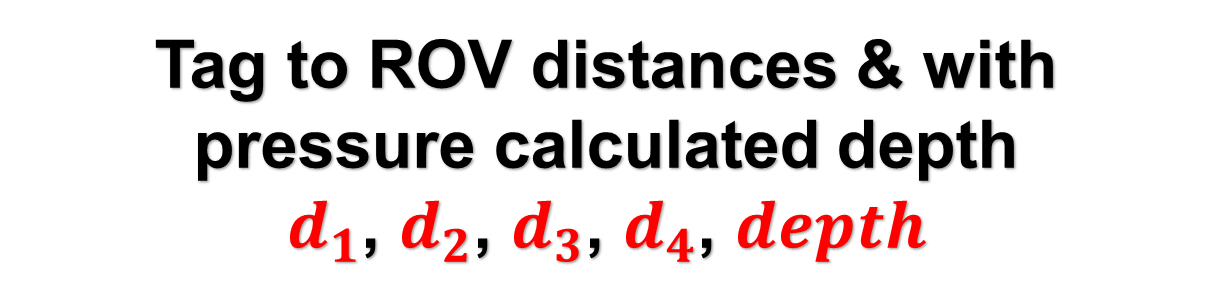 Tag to ROV distances & with
pressure calculated depth
d₁, d₂, d₃, d₄, depth